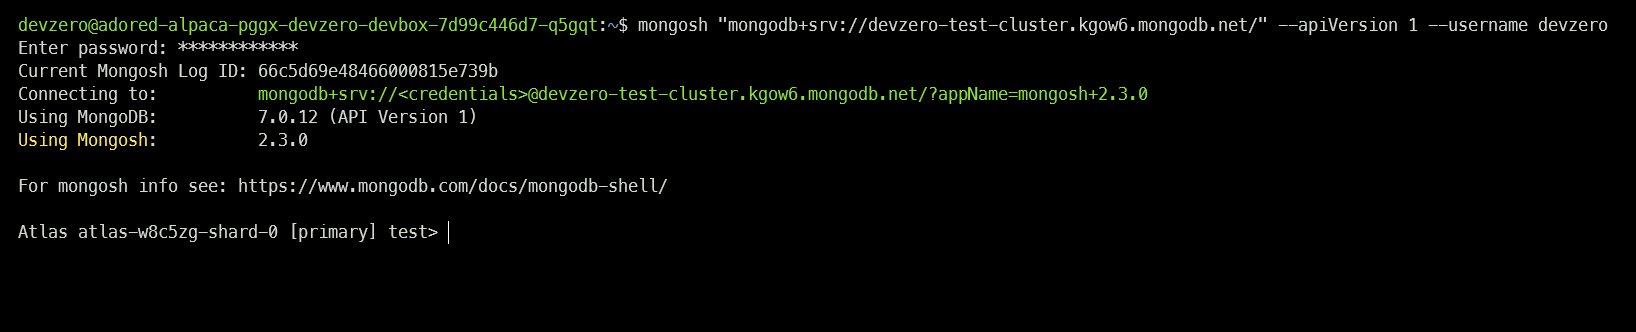 devzero@adored-alpaca-pggx-devzero-devbox-7d99c446d7-q5gqt:~$ mongosh "mongodb+srv://devzero-test-cluster.kgow6.mongodb.net/" --apiVersion 1 --username devzero
Enter password: ************
Current Mongosh Log ID: 66c5d69e48466000815e739b
Connecting to:          mongodb+srv://<credentials>@devzero-test-cluster.kgow6.mongodb.net/?appName=mongosh+2.3.0
Using MongoDB:          7.0.12 (API Version 1)
Using Mongosh:          2.3.0
For mongosh info see: https://www.mongodb.com/docs/mongodb-shell/
Atlas atlas-w8c5zg-shard-0 [primary] test>